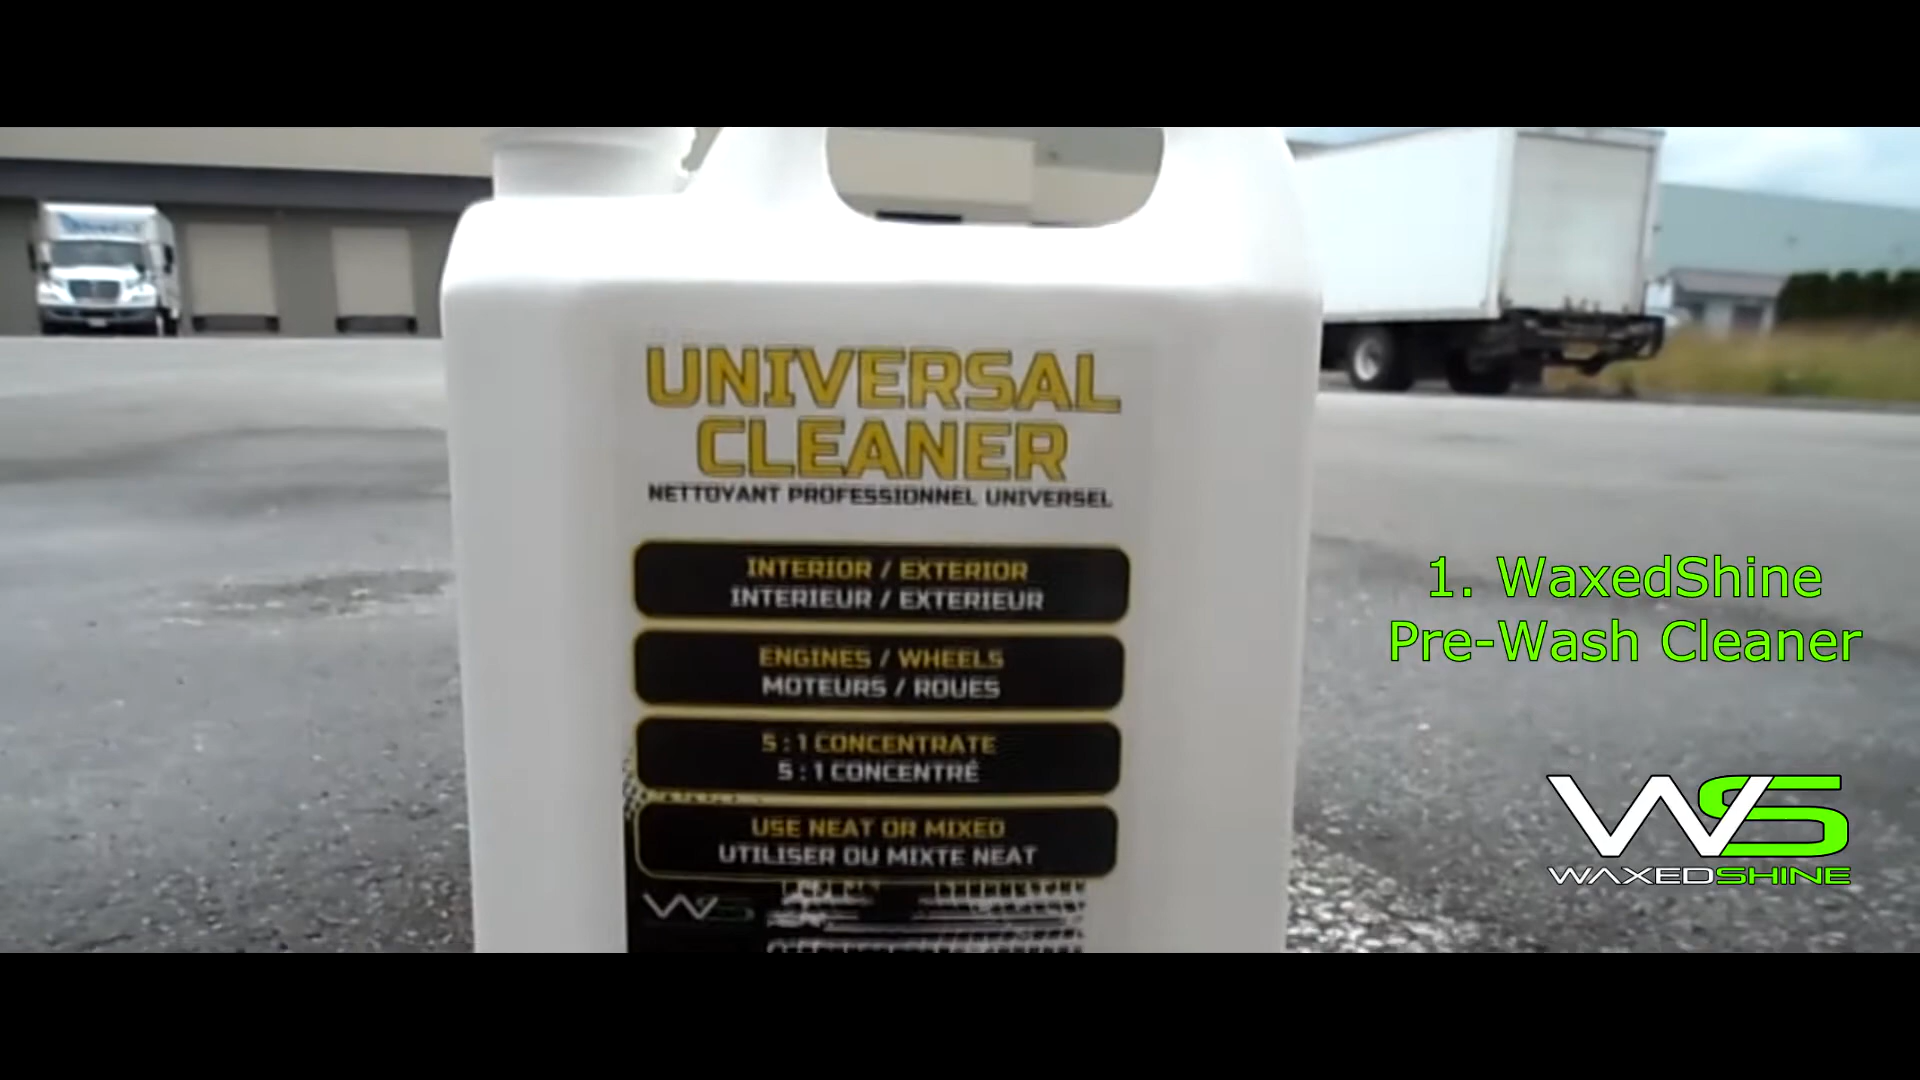 UNIVERSAL
CLEANER
NETTOYANT PROFESSIONNEL UNIVERSEL
INTERIOR / EXTERIOR
INTERIEUR / EXTERIEUR
ENGINES / WHEELS
MOTEURS / ROUES
5 : 1 CONCENTRATE
5 : 1 CONCENTRÉ
USE NEAT OR MIXED
UTILISER OU MIXTE NEAT
WS
1. WaxedShine
Pre-Wash Cleaner
WS
WAXEDSHINE